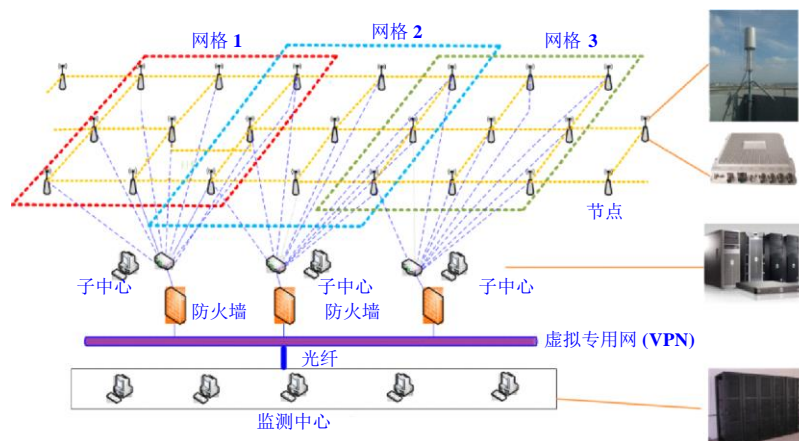 网格 1
网格 2
网格 3
节点
子中心
子中心
子中心
防火墙
防火墙
虚拟专用网 (VPN)
光纤
监测中心